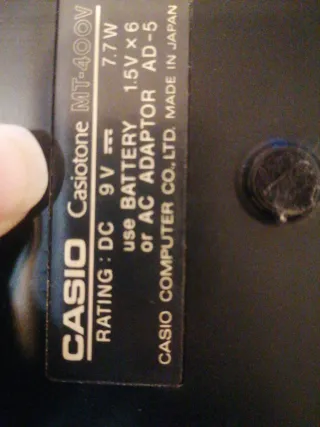 CASIO Casiotone MT-400V
RATING : DC 9V ⎓ 7.7W
use BATTERY 1.5V × 6
or AC ADAPTOR AD-5
CASIO COMPUTER CO., LTD. MADE IN JAPAN